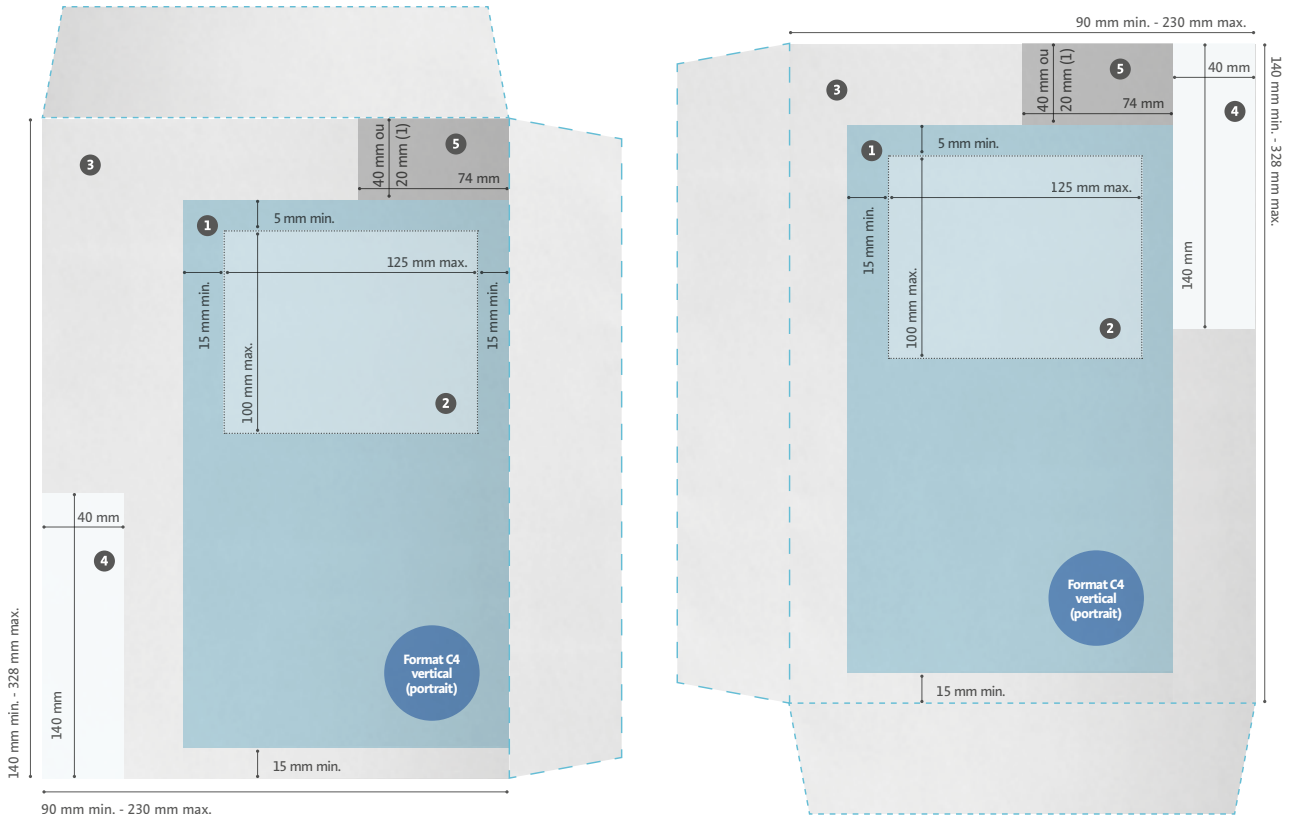 3
40 mm ou
20 mm (1)
5
74 mm
1
5 mm min.
125 mm max.
15 mm min.
15 mm min.
100 mm max.
2
40 mm
4
140 mm
Format C4
vertical
(portrait)
15 mm min.
140 mm min. - 328 mm max.
90 mm min. - 230 mm max.
90 mm min. - 230 mm max.
3
40 mm ou
20 mm (1)
5
74 mm
40 mm
4
140 mm min. - 328 mm max.
1
5 mm min.
125 mm max.
15 mm min.
100 mm max.
140 mm
2
Format C4
vertical
(portrait)
15 mm min.